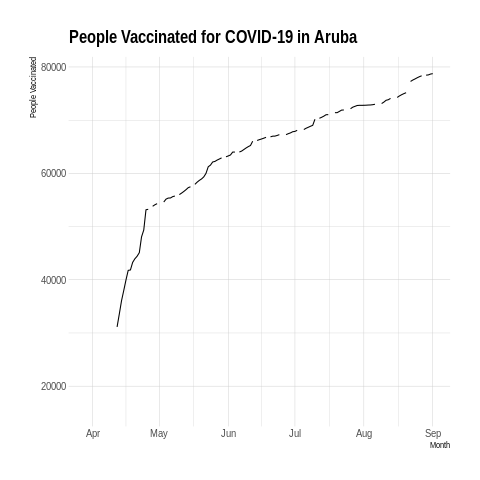 People Vaccinated for COVID-19 in Aruba
People Vaccinated
80000
60000
40000
20000
Apr May Jun Jul Aug Sep
Month